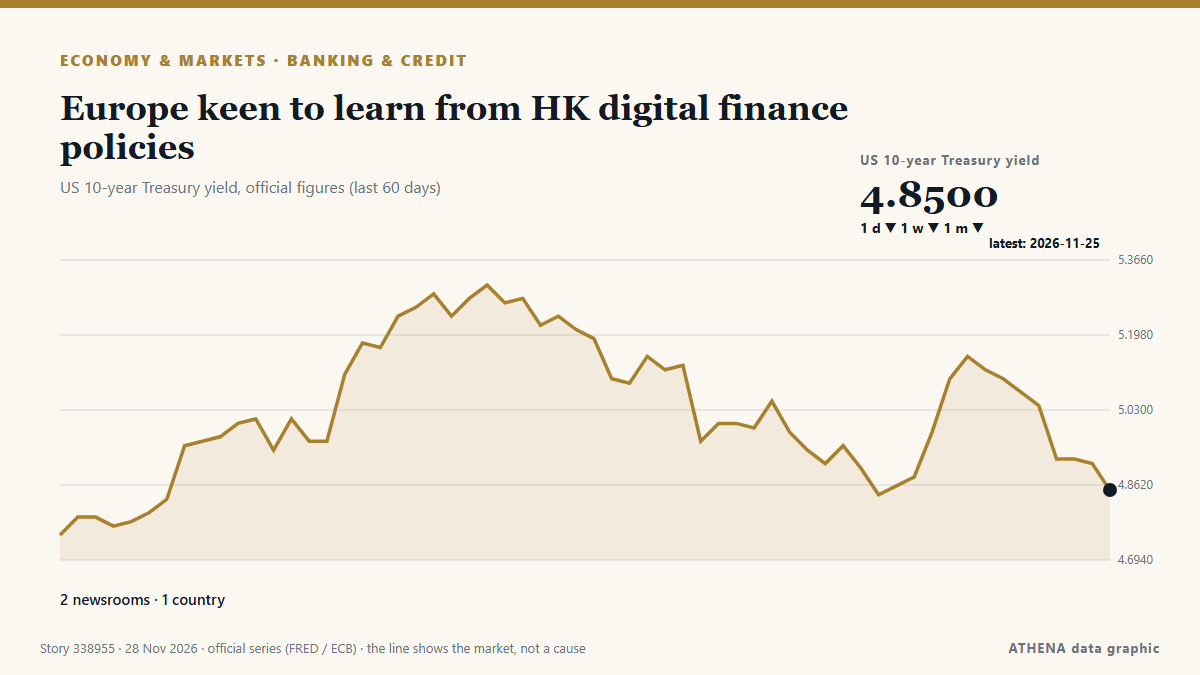 ECONOMY & MARKETS · BANKING & CREDIT
Europe keen to learn from HK digital finance
policies
US 10-year Treasury yield, official figures (last 60 days)
US 10-year Treasury yield
4.8500
1 d ▼ 1 w ▼ 1 m ▼
latest: 2026-11-25
5.3660
5.1980
5.0300
4.8620
4.6940
2 newsrooms · 1 country
Story 338955 · 28 Nov 2026 · official series (FRED / ECB) · the line shows the market, not a cause
ATHENA data graphic